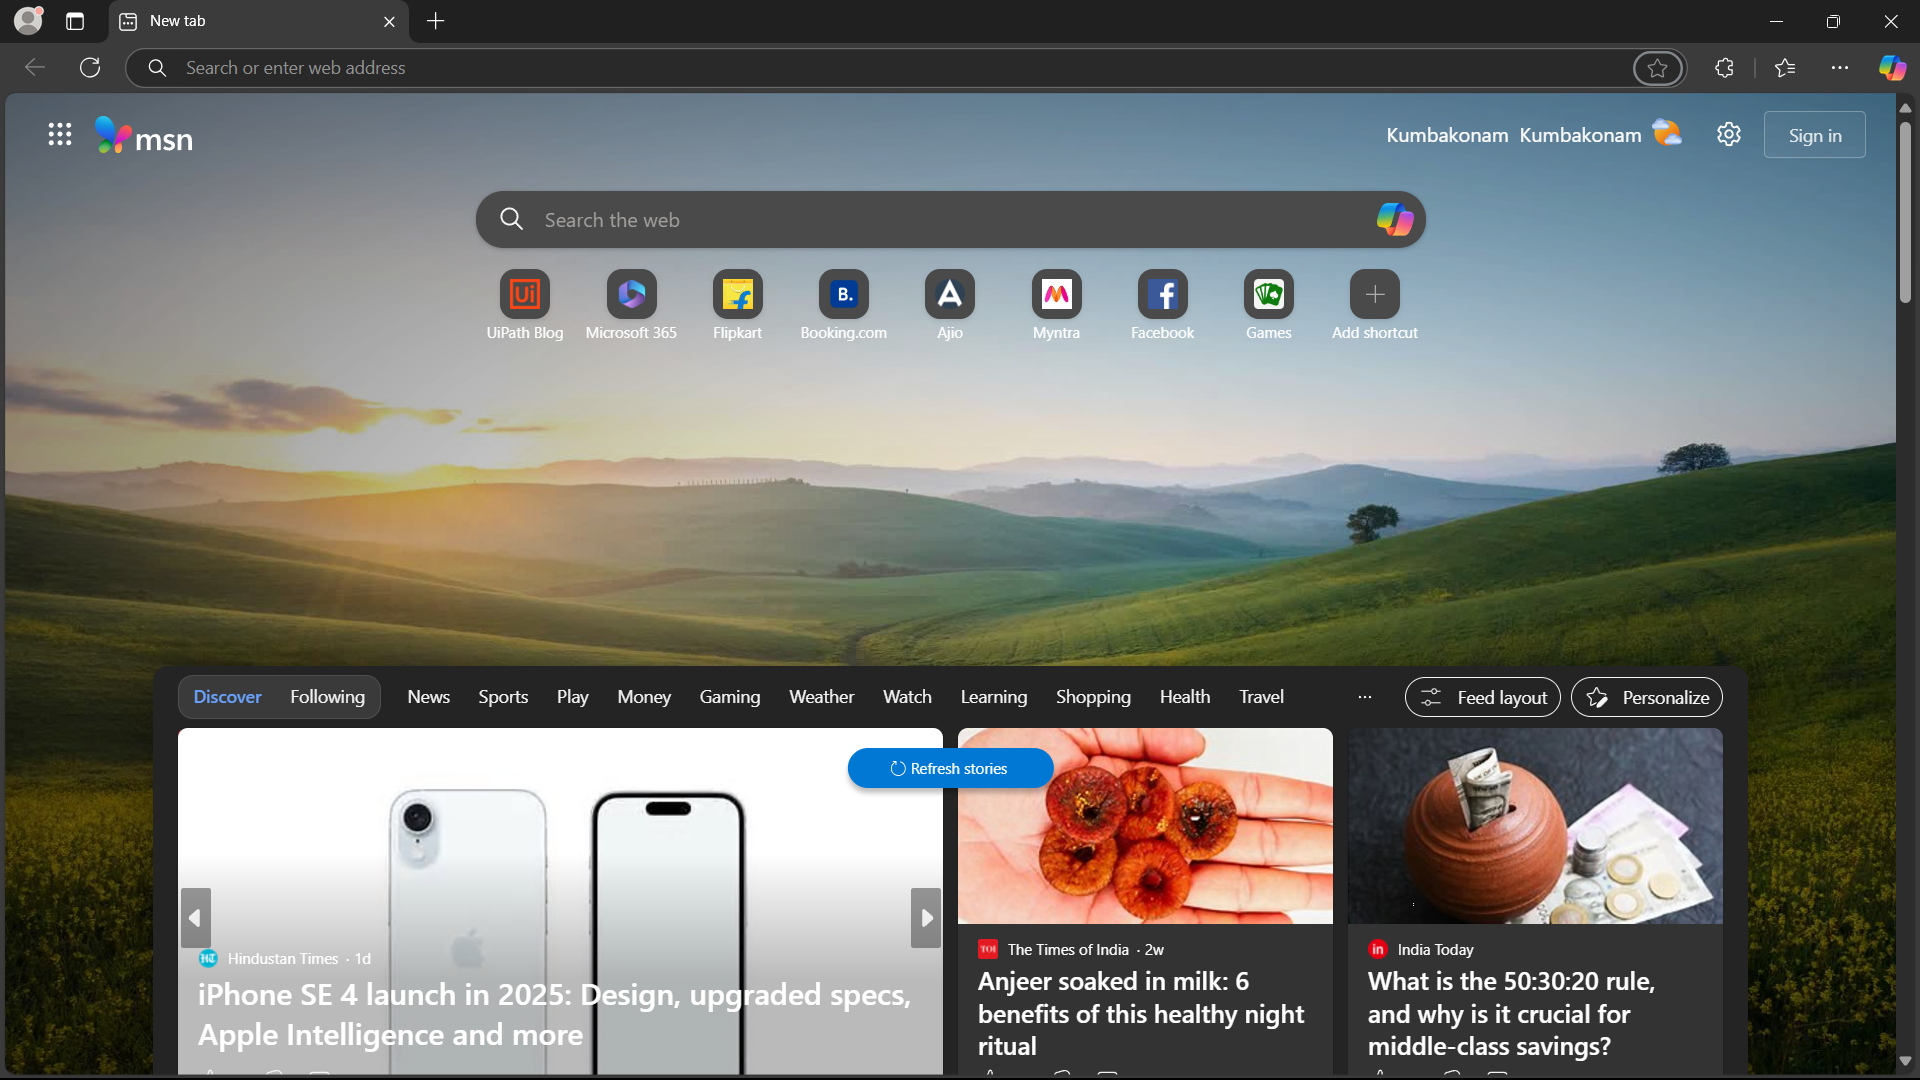 New tab
Search or enter web address
msn
Kumbakonam Kumbakonam
Sign in
Search the web
Ui
B.
UiPath Blog
Microsoft 365
Flipkart
Booking.com
Ajio
Myntra
Facebook
Games
Add shortcut
Discover
Following
News
Sports
Play
Money
Gaming
Weather
Watch
Learning
Shopping
Health
Travel
Feed layout
Personalize
Refresh stories
HT Hindustan Times · 1d
iPhone SE 4 launch in 2025: Design, upgraded specs,
Apple Intelligence and more
TOI The Times of India · 2w
Anjeer soaked in milk: 6
benefits of this healthy night
ritual
in India Today
What is the 50:30:20 rule,
and why is it crucial for
middle-class savings?